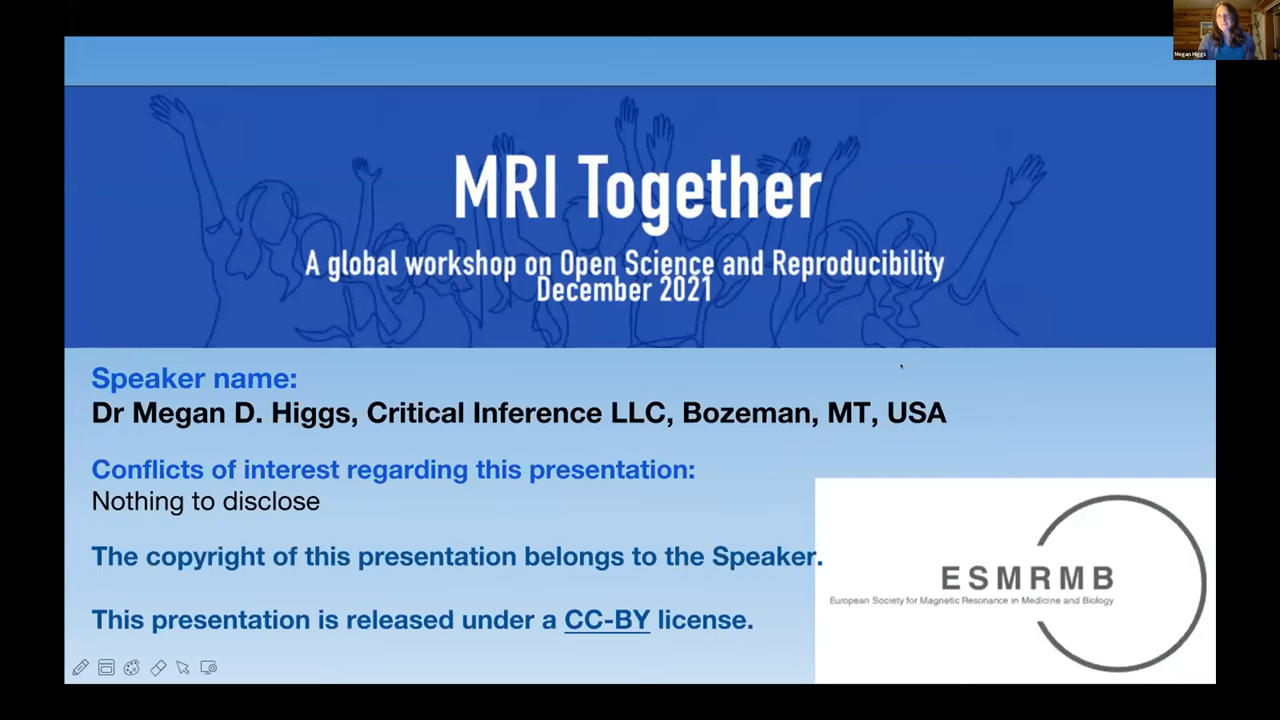 Megan Higgs
MRI Together
A global workshop on Open Science and Reproducibility
December 2021
Speaker name:
Dr Megan D. Higgs, Critical Inference LLC, Bozeman, MT, USA
Conflicts of interest regarding this presentation:
Nothing to disclose
The copyright of this presentation belongs to the Speaker.
This presentation is released under a CC-BY license.
ESMRMB
European Society for Magnetic Resonance in Medicine and Biology